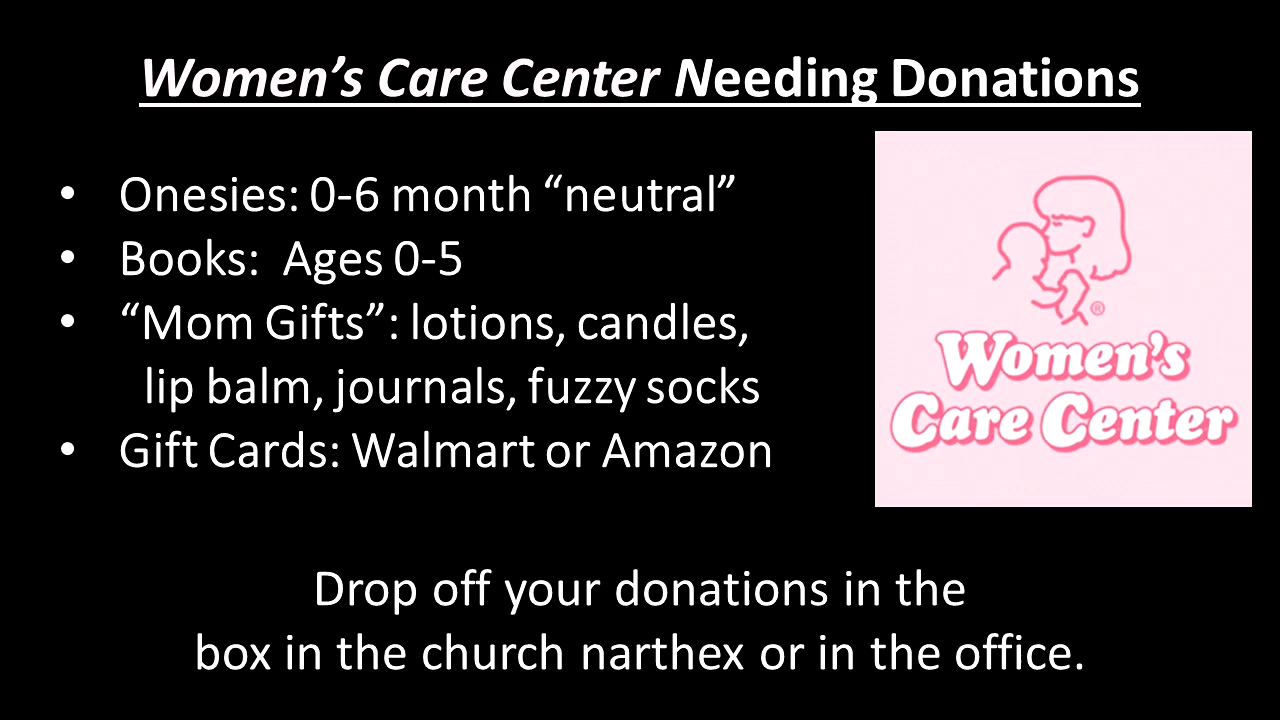 Women’s Care Center Needing Donations
• Onesies: 0-6 month “neutral”
• Books:  Ages 0-5
• “Mom Gifts”: lotions, candles,
lip balm, journals, fuzzy socks
• Gift Cards: Walmart or Amazon
®
Women's
Care Center
Drop off your donations in the
box in the church narthex or in the office.